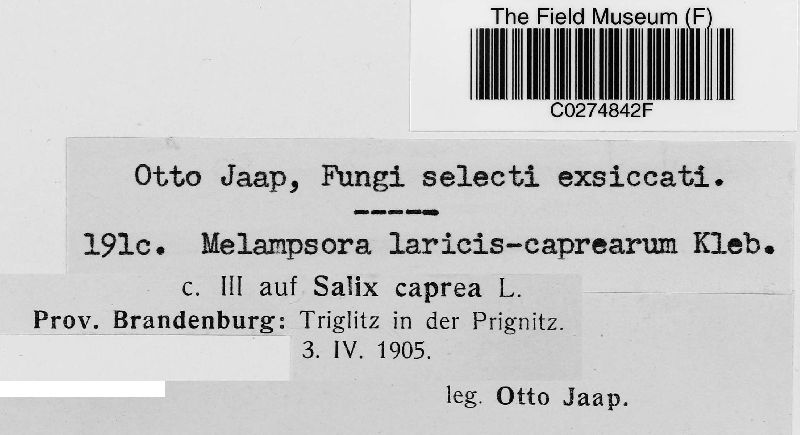 The Field Museum (F)
C0274842F
Otto Jaap, Fungi selecti exsiccati.
191c. Melampsora laricis-caprearum Kleb.
c. III auf Salix caprea L.
Prov. Brandenburg: Triglitz in der Prignitz.
3. IV. 1905.
leg. Otto Jaap.